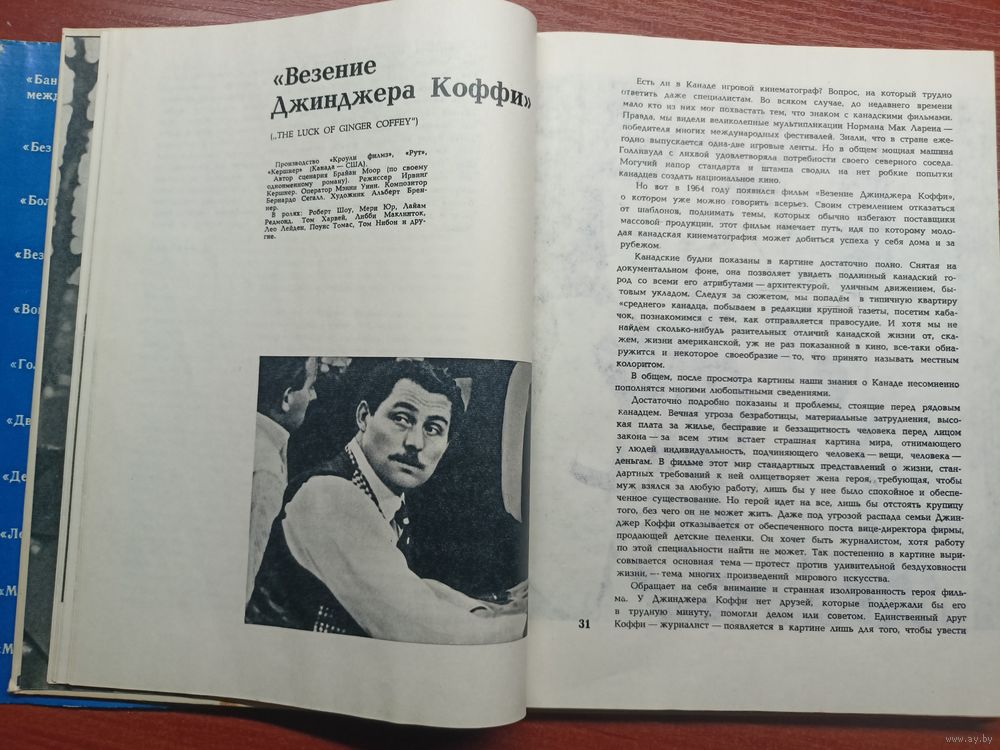 «Бан
меж
«Без
«Бол
«Вез
«Вог
«Гол
«Дв
«Де
«Ле
«М
«М
«Везение
Джинджера Коффи»
(„THE LUCK OF GINGER COFFEY")
Производство «Кроули филмз», «Рут»,
«Кершнер» (Канада — США).
Автор сценария Брайан Моор (по своему
одноименному роману). Режиссер Ирвинг
Кершнер. Оператор Мэнни Уинн. Композитор
Бернардо Сегалл. Художник Альберт Брен-
нер.
В ролях: Роберт Шоу, Мери Юр, Лайам
Редмонд, Том Харвей, Либби Маклинток,
Лео Лейден, Поуис Томас, Том Нибон и дру-
гие.
Есть ли в Канаде игровой кинематограф? Вопрос, на который трудно
ответить даже специалистам. Во всяком случае, до недавнего времени
мало кто из них мог похвастать тем, что знаком с канадскими фильмами.
Правда, мы видели великолепные мультипликации Нормана Мак Ларена —
победителя многих международных фестивалей. Знали, что в стране еже-
годно выпускается одна-две игровые ленты. Но в общем мощная машина
Голливуда с лихвой удовлетворяла потребности своего северного соседа.
Могучий напор стандарта и штампа сводил на нет робкие попытки
канадцев создать национальное кино.
Но вот в 1964 году появился фильм «Везение Джинджера Коффи»,
о котором уже можно говорить всерьез. Своим стремлением отказаться
от шаблонов, поднимать темы, которых обычно избегают поставщики
массовой продукции, этот фильм намечает путь, идя по которому моло-
дая канадская кинематография может добиться успеха у себя дома и за
рубежом.
Канадские будни показаны в картине достаточно полно. Снятая на
документальном фоне, она позволяет увидеть подлинный канадский го-
род со всеми его атрибутами — архитектурой, уличным движением, бы-
товым укладом. Следуя за сюжетом, мы попадём в типичную квартиру
«среднего» канадца, побываем в редакции крупной газеты, посетим каба-
чок, познакомимся с тем, как отправляется правосудие. И хотя мы не
найдем сколько-нибудь разительных отличий канадской жизни от, ска-
жем, жизни американской, уж не раз показанной в кино, все-таки обна-
ружится и некоторое своеобразие — то, что принято называть местным
колоритом.
В общем, после просмотра картины наши знания о Канаде несомненно
пополнятся многими любопытными сведениями.
Достаточно подробно показаны и проблемы, стоящие перед рядовым
канадцем. Вечная угроза безработицы, материальные затруднения, высо-
кая плата за жилье, бесправие и беззащитность человека перед лицом
закона — за всем этим встает страшная картина мира, отнимающего
у людей индивидуальность, подчиняющего человека — вещи, человека —
деньгам. В фильме этот мир стандартных представлений о жизни, стан-
дартных требований к ней олицетворяет жена героя, требующая, чтобы
муж взялся за любую работу, лишь бы у нее было спокойное и обеспе-
ченное существование. Но герой идет на все, лишь бы отстоять крупицу
того, без чего он не может жить. Даже под угрозой распада семьи Джин-
джер Коффи отказывается от обеспеченного поста вице-директора фирмы,
продающей детские пеленки. Он хочет быть журналистом, хотя работу
по этой специальности найти не может. Так постепенно в картине выри-
совывается основная тема — протест против удивительной бездуховности
жизни, — тема многих произведений мирового искусства.
Обращает на себя внимание и странная изолированность героя филь-
ма. У Джинджера Коффи нет друзей, которые поддержали бы его
в трудную минуту, помогли делом или советом. Единственный друг
Коффи — журналист — появляется в картине лишь для того, чтобы увести
31
www.ay.by